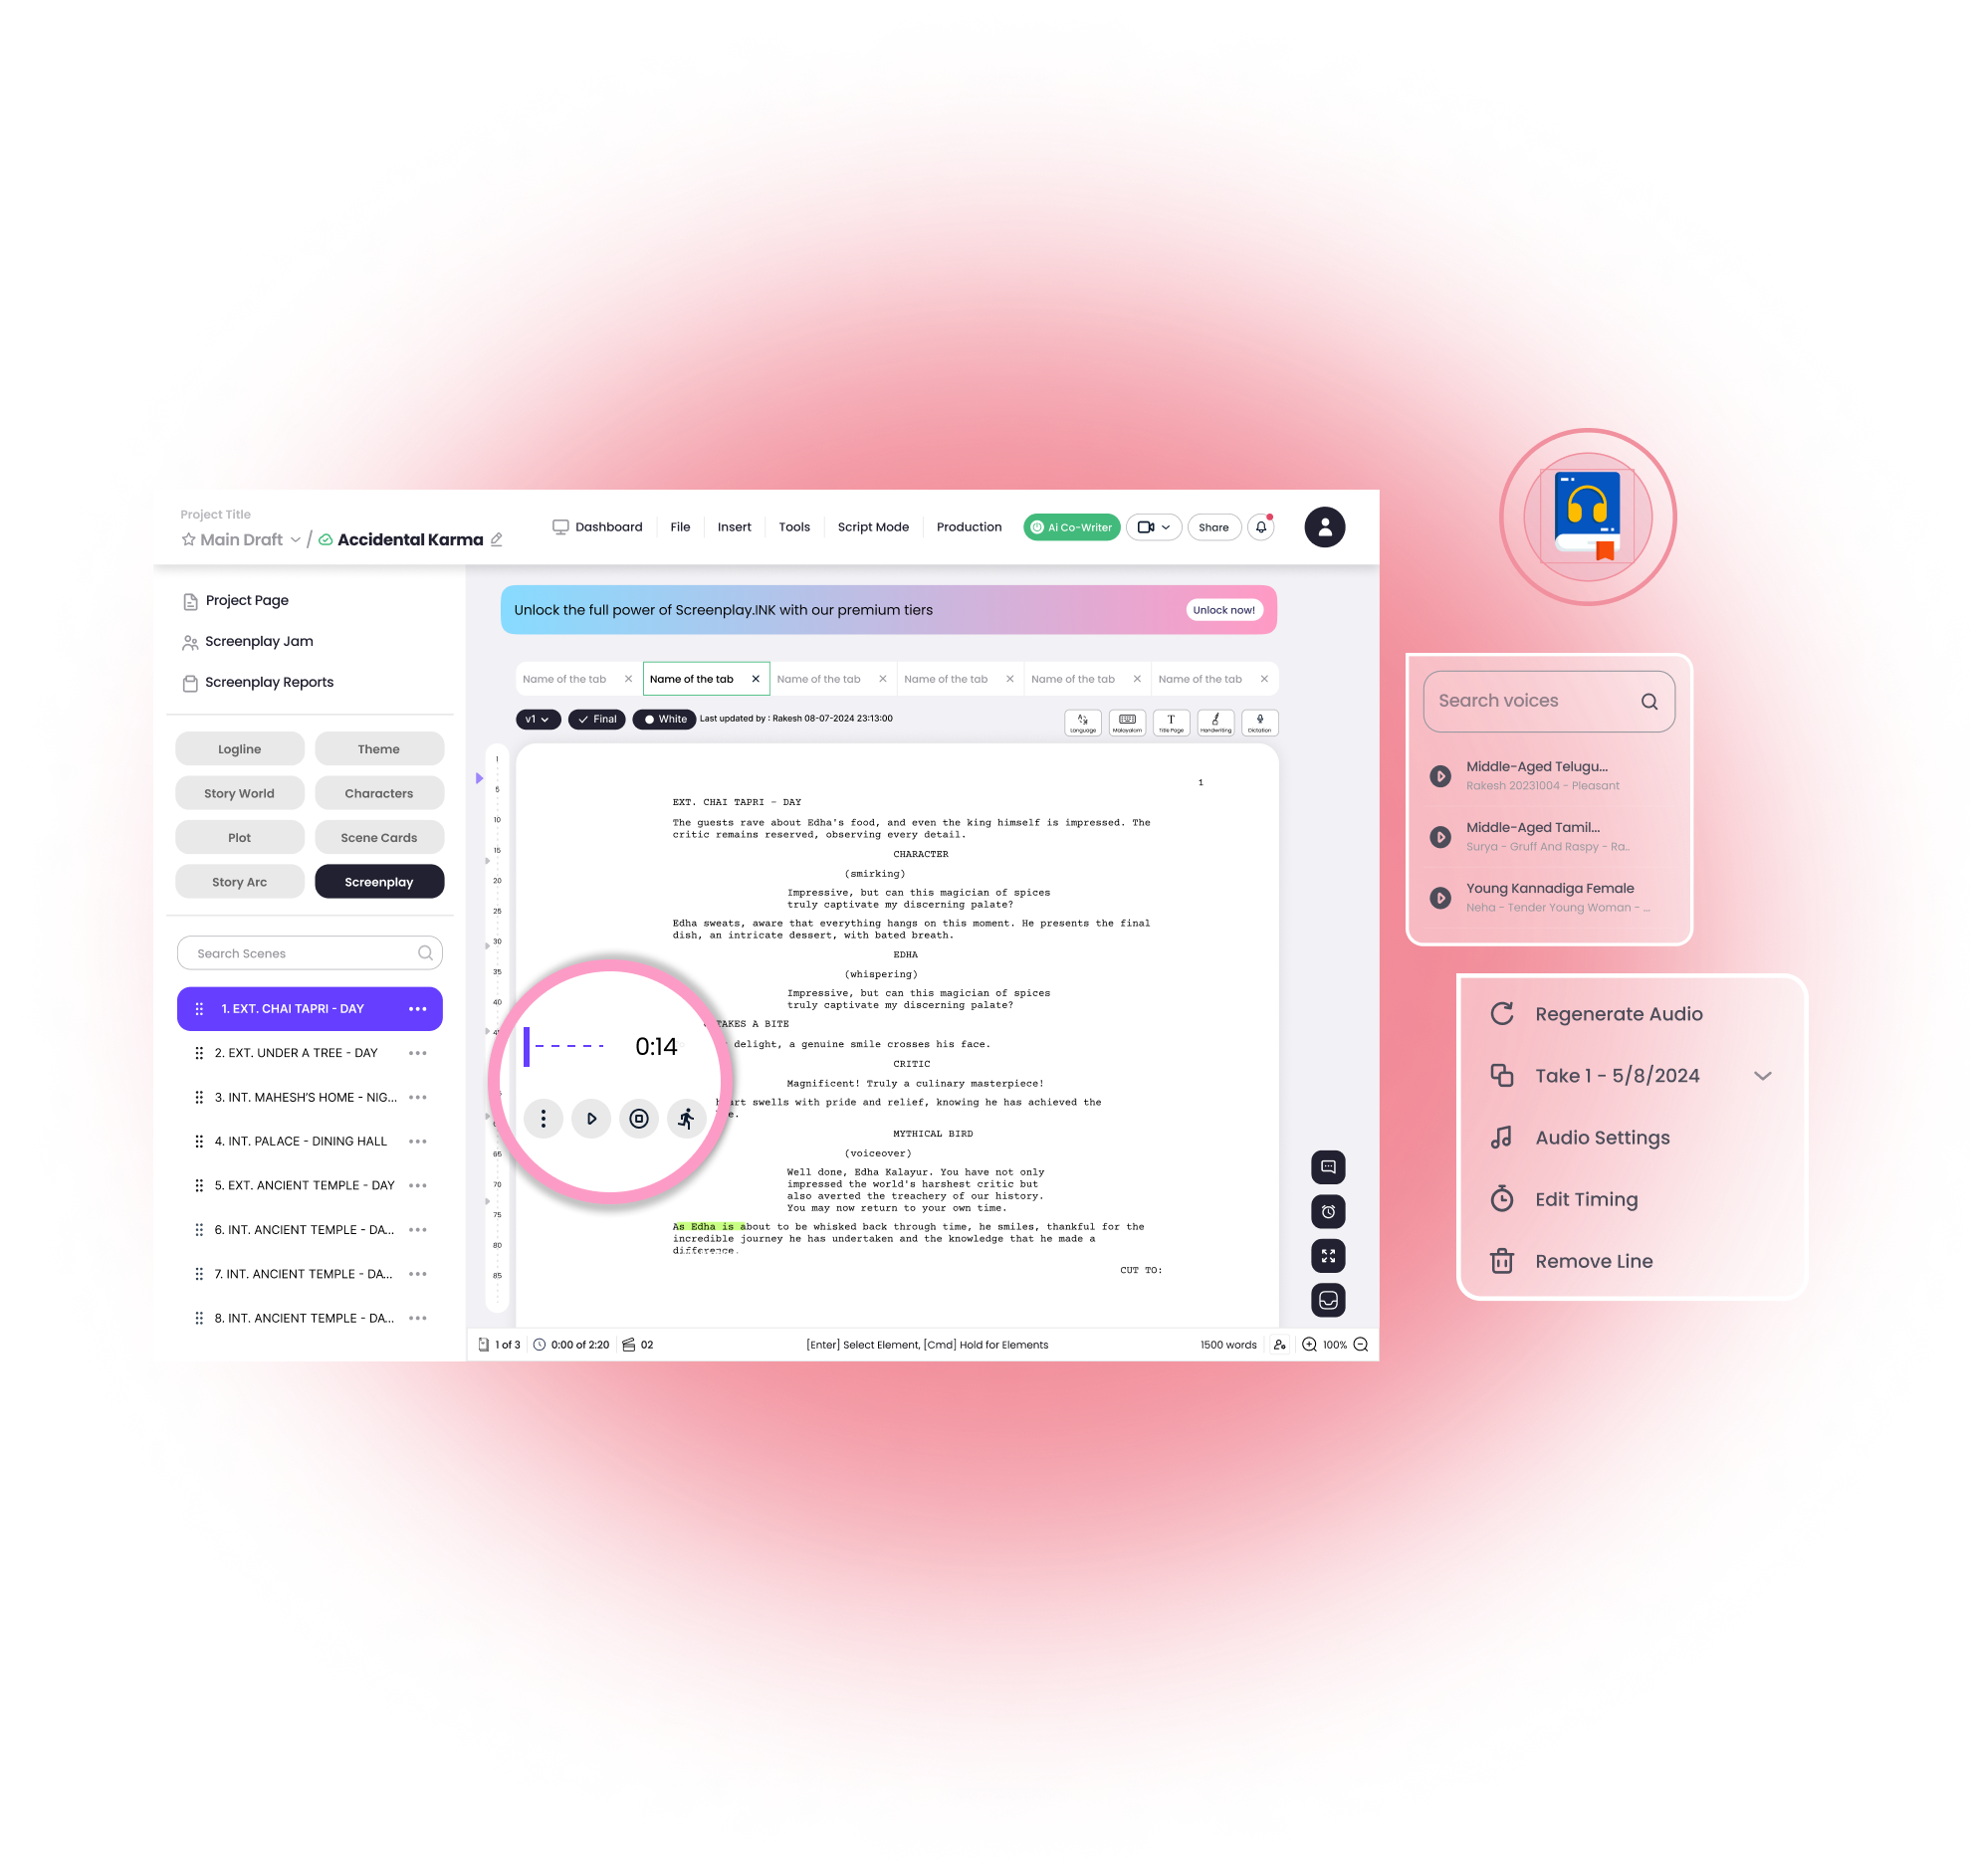 Project Title
Main Draft / Accidental Karma
Dashboard File Insert Tools Script Mode Production Ai Co-Writer Share
Project Page
Screenplay Jam
Screenplay Reports
Logline Theme
Story World Characters
Plot Scene Cards
Story Arc Screenplay
Search Scenes
1. EXT. CHAI TAPRI - DAY
2. EXT. UNDER A TREE - DAY
3. INT. MAHESH'S HOME - NIG...
4. INT. PALACE - DINING HALL
5. EXT. ANCIENT TEMPLE - DAY
6. INT. ANCIENT TEMPLE - DA...
7. INT. ANCIENT TEMPLE - DA...
8. INT. ANCIENT TEMPLE - DA...
Unlock the full power of Screenplay.INK with our premium tiers Unlock now!
Name of the tab Name of the tab Name of the tab Name of the tab Name of the tab Name of the tab
v1 Final White Last updated by : Rakesh 08-07-2024 23:13:00
Language Malayalam Title Page Handwriting Dictation
1
5
10
15
20
25
30
35
40
65
70
75
80
85
1
EXT. CHAI TAPRI - DAY
The guests rave about Edha's food, and even the king himself is impressed. The
critic remains reserved, observing every detail.
CHARACTER
(smirking)
Impressive, but can this magician of spices
truly captivate my discerning palate?
Edha sweats, aware that everything hangs on this moment. He presents the final
dish, an intricate dessert, with bated breath.
EDHA
(whispering)
Impressive, but can this magician of spices
truly captivate my discerning palate?
TAKES A BITE
delight, a genuine smile crosses his face.
CRITIC
Magnificent! Truly a culinary masterpiece!
swells with pride and relief, knowing he has achieved the
MYTHICAL BIRD
(voiceover)
Well done, Edha Kalayur. You have not only
impressed the world's harshest critic but
also averted the treachery of our history.
You may now return to your own time.
As Edha is about to be whisked back through time, he smiles, thankful for the
incredible journey he has undertaken and the knowledge that he made a
difference.
CUT TO:
0:14
1 of 3 0:00 of 2:20 02 [Enter] Select Element, [Cmd] Hold for Elements 1500 words 100%
Search voices
Middle-Aged Telugu...
Rakesh 20231004 - Pleasant
Middle-Aged Tamil...
Surya - Gruff And Raspy - Ra..
Young Kannadiga Female
Neha - Tender Young Woman - ...
Regenerate Audio
Take 1 - 5/8/2024
Audio Settings
Edit Timing
Remove Line